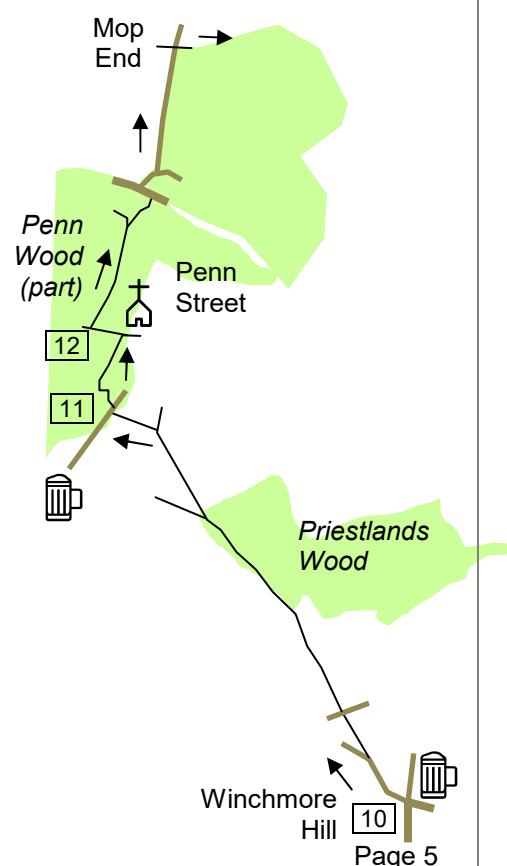 Mop
End
Penn
Wood
(part)
Penn
Street
12
11
Priestlands
Wood
Winchmore
Hill
10
Page 5